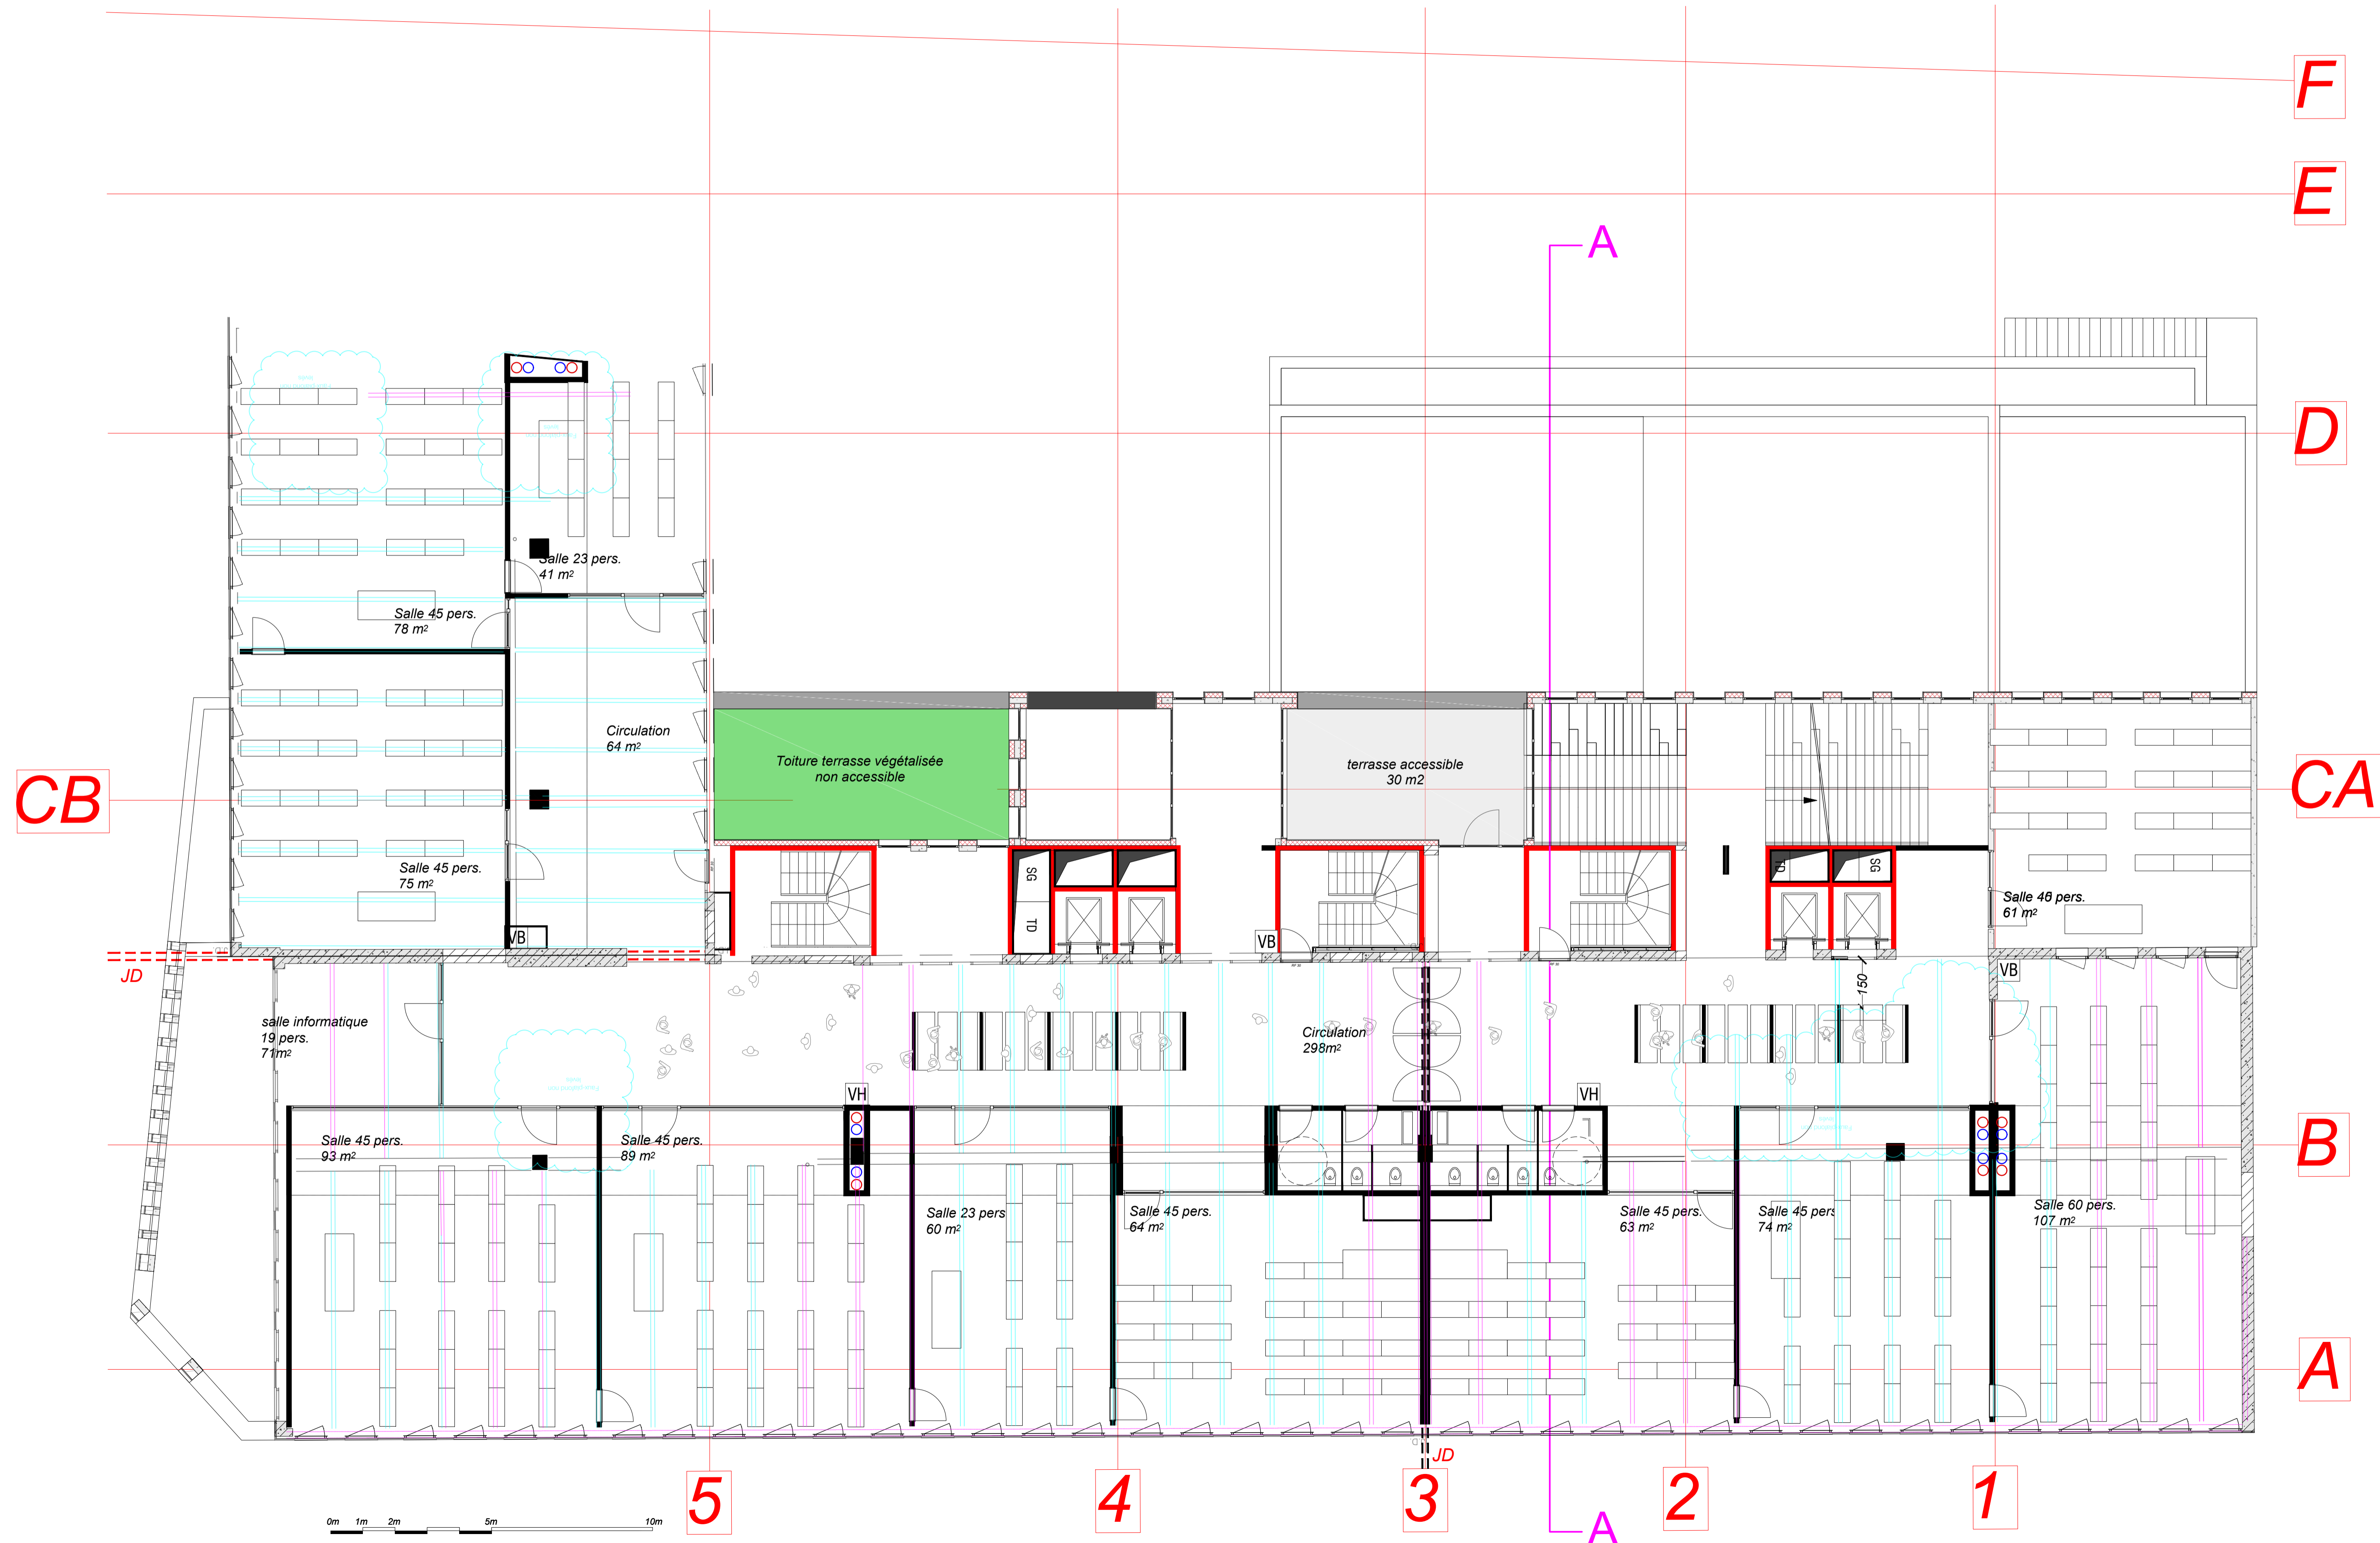 F
E
A
D
Salle 23 pers.
41 m²
Salle 45 pers.
78 m²
Circulation
64 m²
Toiture terrasse végétalisée
non accessible
terrasse accessible
30 m2
CB
CA
Salle 45 pers.
75 m²
SG
TD
TD
SG
Salle 45 pers.
61 m²
VB
VB
VB
JD
150
salle informatique
19 pers.
71m²
Circulation
298m²
VH
VH
Salle 45 pers.
93 m²
Salle 45 pers.
89 m²
B
Salle 23 pers
60 m²
Salle 45 pers.
64 m²
Salle 45 pers.
63 m²
Salle 45 pers
74 m²
Salle 60 pers.
107 m²
A
JD
5
4
3
2
1
0m 1m 2m 5m 10m
A